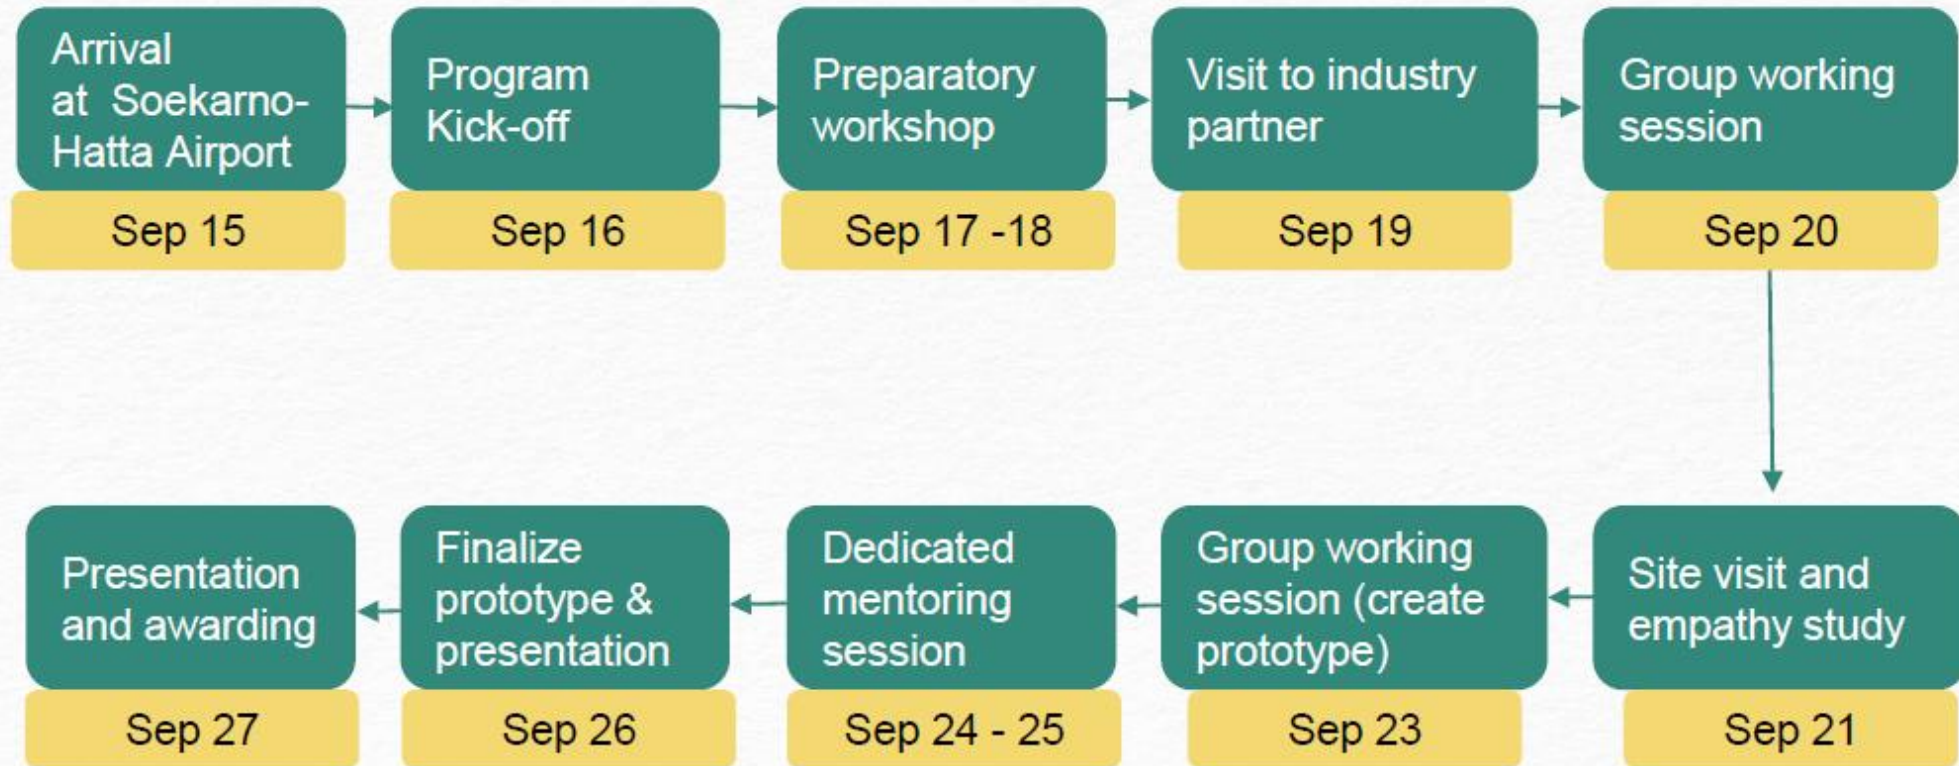 Arrival
at Soekarno-
Hatta Airport
Sep 15
Program
Kick-off
Sep 16
Preparatory
workshop
Sep 17 -18
Visit to industry
partner
Sep 19
Group working
session
Sep 20
Site visit and
empathy study
Sep 21
Group working
session (create
prototype)
Sep 23
Dedicated
mentoring
session
Sep 24 - 25
Finalize
prototype &
presentation
Sep 26
Presentation
and awarding
Sep 27